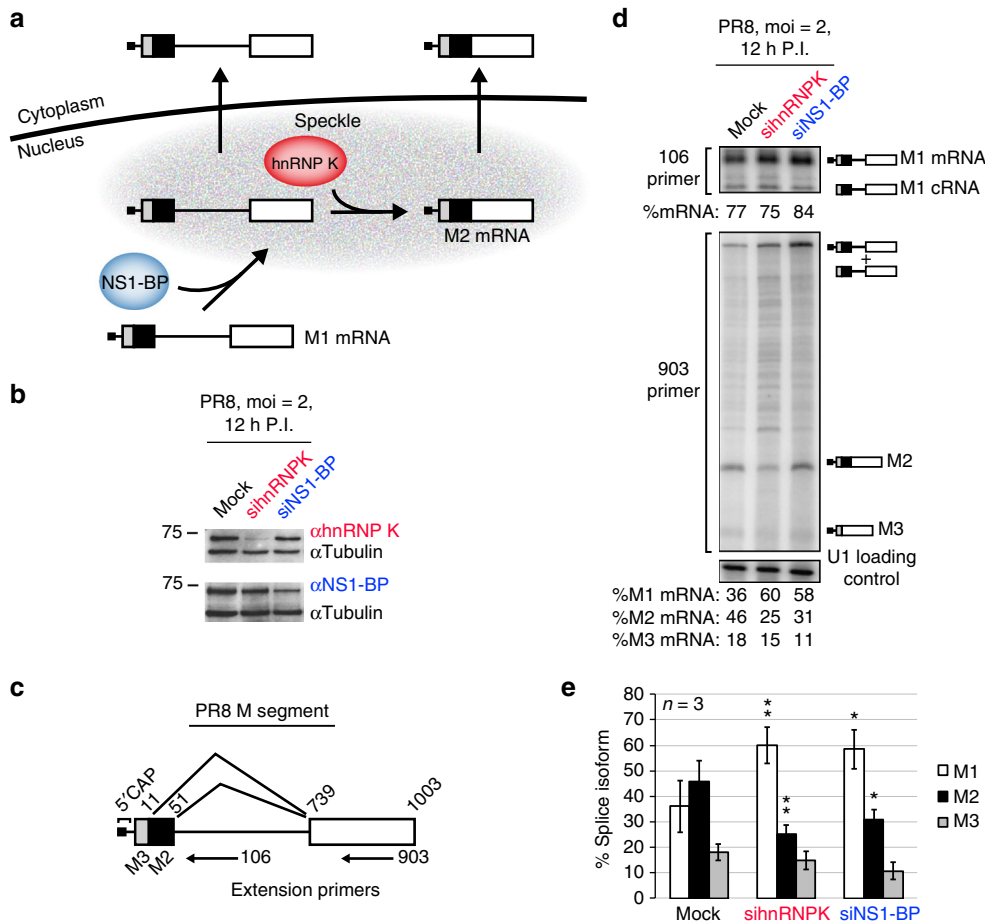 a
Cytoplasm
Nucleus
Speckle
hnRNP K
M2 mRNA
NS1-BP
M1 mRNA
b
PR8, moi = 2,
12 h P.I.
Mock
sihnRNPK
siNS1-BP
75
αhnRNP K
αTubulin
75
αNS1-BP
αTubulin
c
PR8 M segment
5′CAP
11
51
739
1003
M3
M2
106
903
Extension primers
d
PR8, moi = 2,
12 h P.I.
Mock
sihnRNPK
siNS1-BP
106
primer
M1 mRNA
M1 cRNA
%mRNA: 77 75 84
+
903
primer
M2
M3
U1 loading
control
%M1 mRNA: 36 60 58
%M2 mRNA: 46 25 31
%M3 mRNA: 18 15 11
e
n = 3
% Splice isoform
80
70
60
50
40
30
20
10
0
**
**
*
*
M1
M2
M3
Mock
sihnRNPK
siNS1-BP